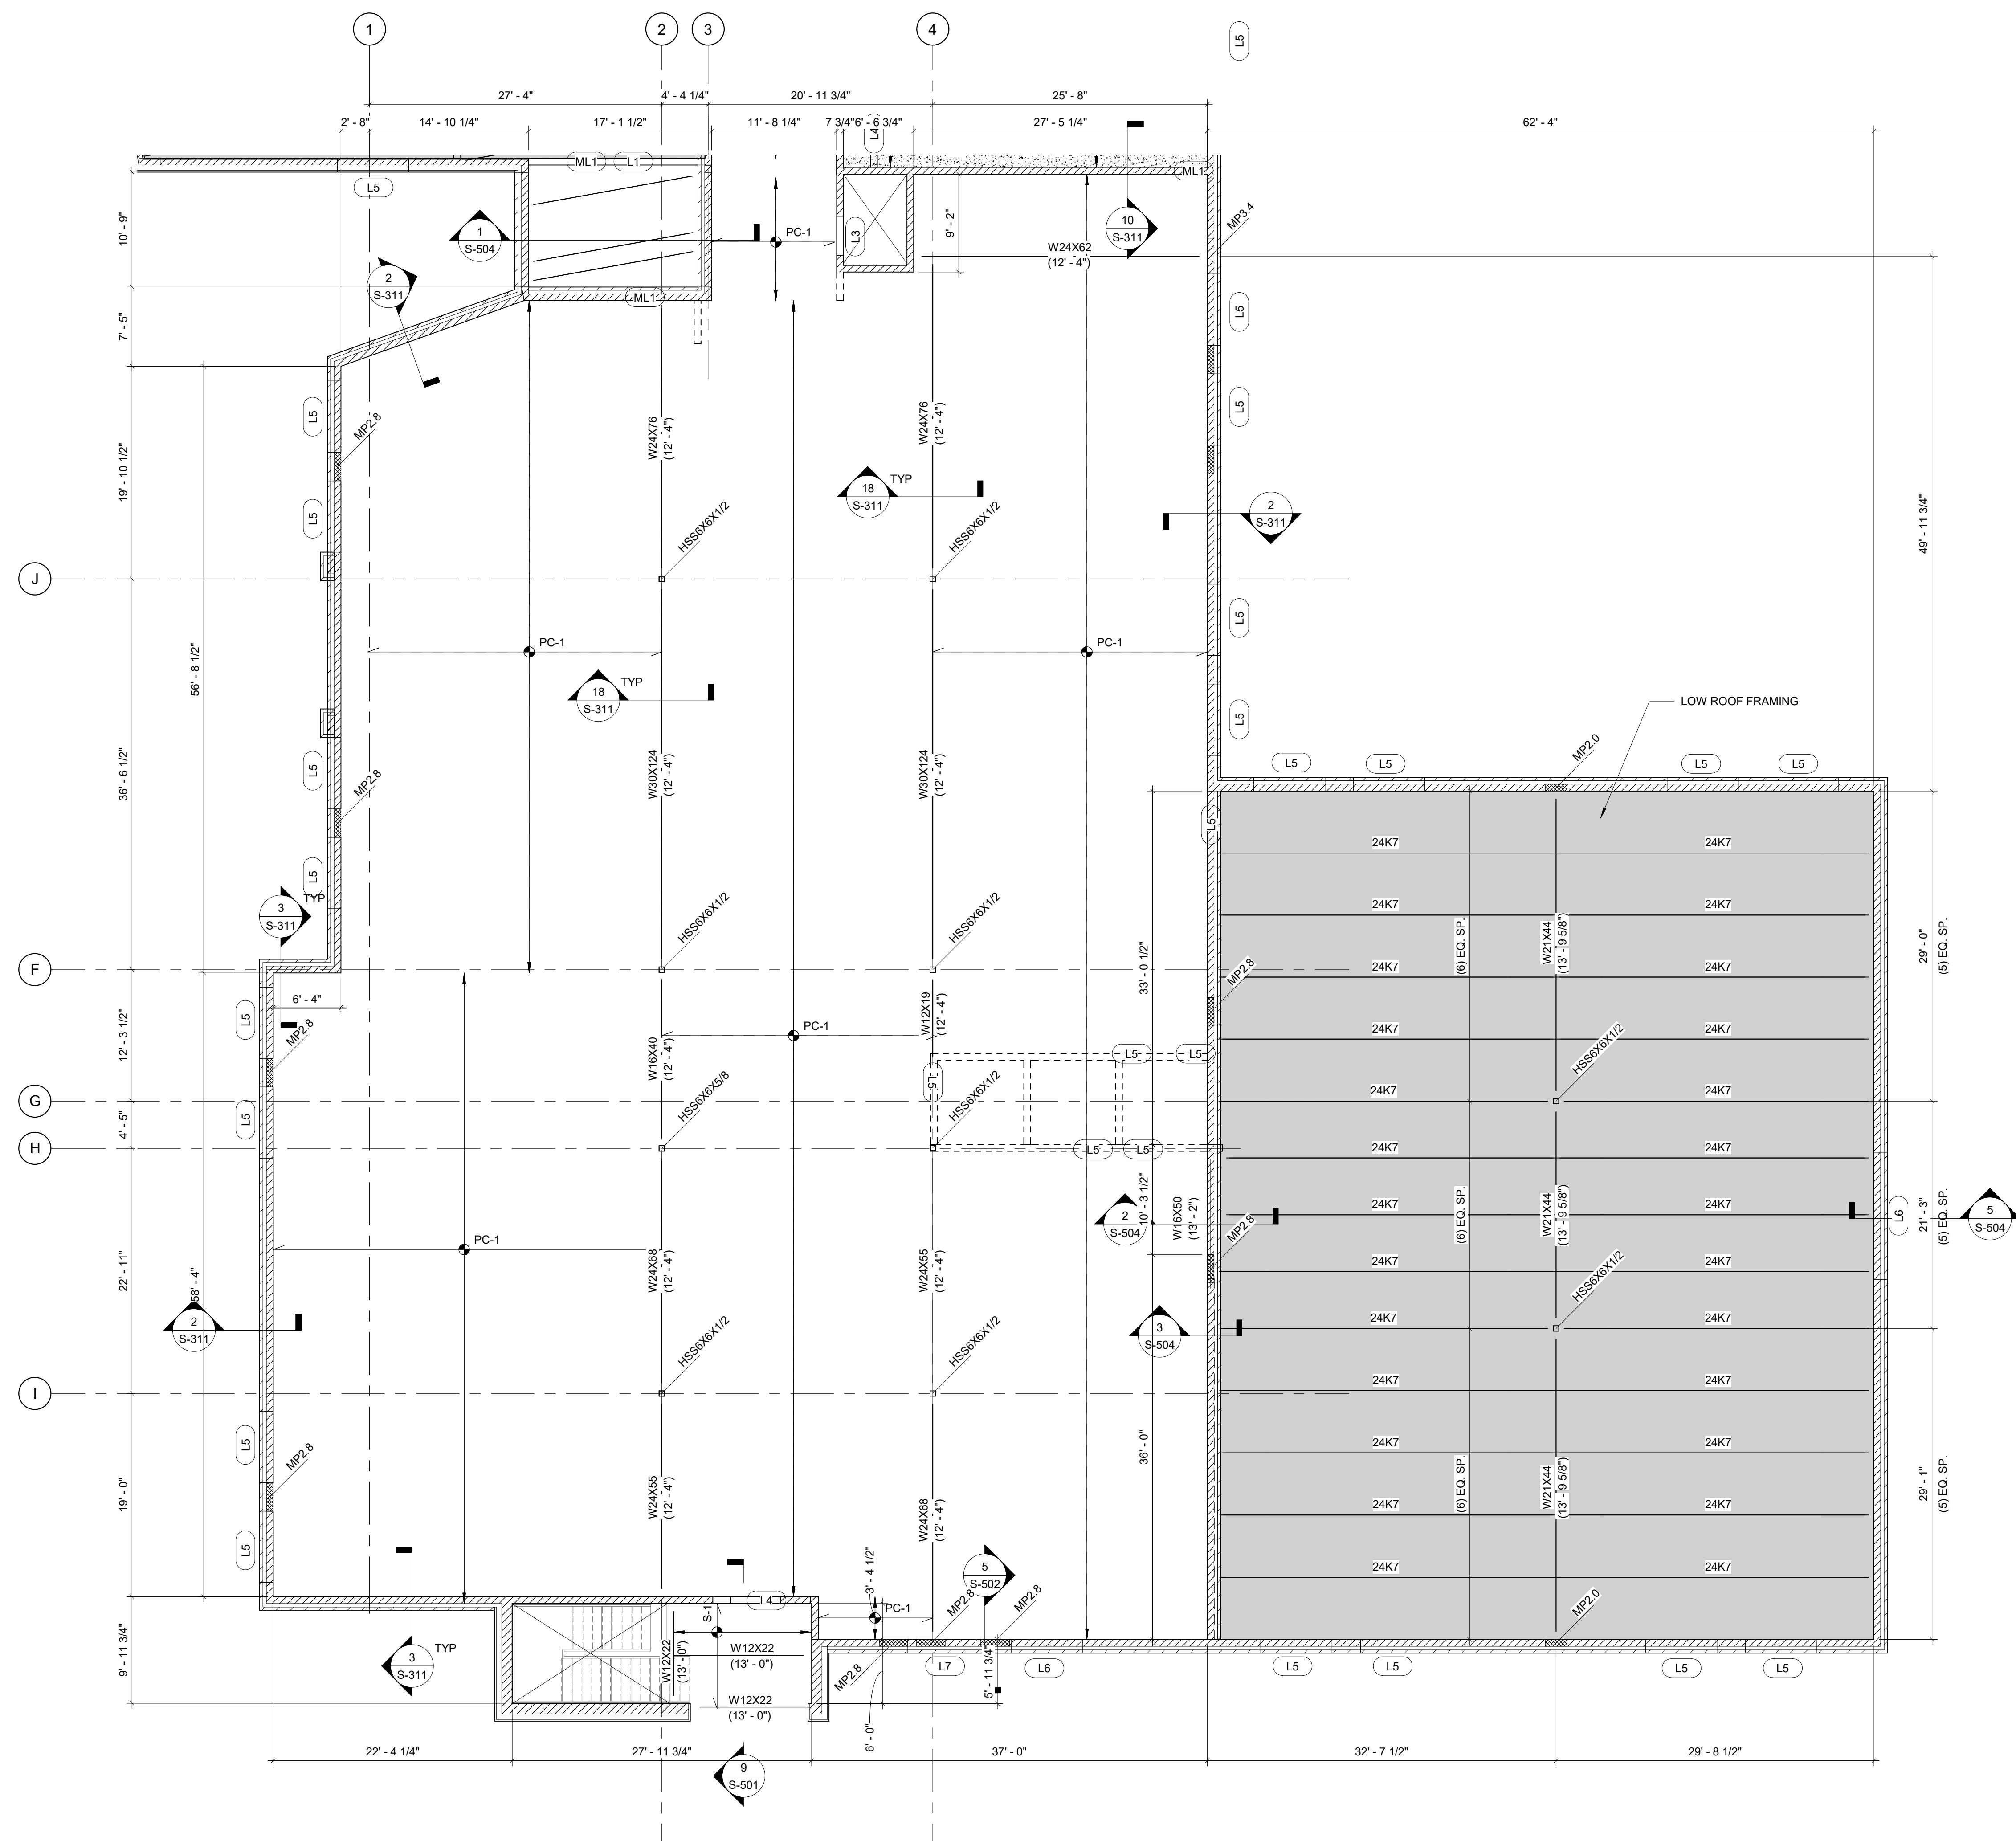 1
2
3
4
L5
27' - 4"
4' - 4 1/4"
20' - 11 3/4"
25' - 8"
2' - 8"
14' - 10 1/4"
17' - 1 1/2"
11' - 8 1/4"
7 3/4"
6' - 6 3/4"
27' - 5 1/4"
62' - 4"
L4
ML1
L1
ML1
L5
10' - 9"
1
S-504
PC-1
L3
9' - 2"
10
S-311
MP3.4
W24X62
(12' - 4")
2
S-311
ML1
L5
7' - 5"
L5
L5
MP2.8
W24X76
(12' - 4")
W24X76
(12' - 4")
19' - 10 1/2"
18
S-311
TYP
2
S-311
L5
HSS6X6X1/2
HSS6X6X1/2
49' - 11 3/4"
J
L5
PC-1
PC-1
56' - 8 1/2"
18
S-311
TYP
L5
LOW ROOF FRAMING
36' - 6 1/2"
L5
MP2.8
W30X124
(12' - 4")
W30X124
(12' - 4")
MP2.0
L5
L5
L5
L5
L5
24K7
24K7
L5
3
S-311
TYP
24K7
24K7
HSS6X6X1/2
HSS6X6X1/2
33' - 0 1/2"
(6) EQ. SP.
W21X44
(13' - 9 5/8")
29' - 0"
(5) EQ. SP.
F
24K7
24K7
MP2.8
6' - 4"
L5
MP2.8
12' - 3 1/2"
W12X19
(12' - 4")
PC-1
W16X40
(12' - 4")
24K7
24K7
HSS6X6X1/2
L5
L5
L5
HSS6X6X5/8
HSS6X6X1/2
24K7
24K7
G
L5
4' - 5"
H
L5
L5
24K7
24K7
10' - 3 1/2"
W16X50
(13' - 2")
2
S-504
24K7
24K7
(6) EQ. SP.
W21X44
(13' - 9 5/8")
L6
5
S-504
21' - 3"
(5) EQ. SP.
PC-1
MP2.8
22' - 11"
58' - 4"
W24X68
(12' - 4")
W24X55
(12' - 4")
24K7
24K7
HSS6X6X1/2
2
S-311
3
S-504
24K7
24K7
HSS6X6X1/2
HSS6X6X1/2
I
24K7
24K7
L5
MP2.8
36' - 0"
24K7
24K7
19' - 0"
W24X55
(12' - 4")
W24X68
(12' - 4")
(6) EQ. SP.
W21X44
(13' - 9 5/8")
29' - 1"
(5) EQ. SP.
24K7
24K7
L5
3' - 4 1/2"
5
S-502
24K7
24K7
L4
S-1
PC-1
MP2.8
MP2.8
MP2.0
9' - 11 3/4"
3
S-311
TYP
W12X22
(13' - 0")
W12X22
(13' - 0")
W12X22
(13' - 0")
MP2.8
L7
L6
5' - 11 3/4"
6' - 0"
L5
L5
L5
L5
22' - 4 1/4"
27' - 11 3/4"
37' - 0"
32' - 7 1/2"
29' - 8 1/2"
9
S-501